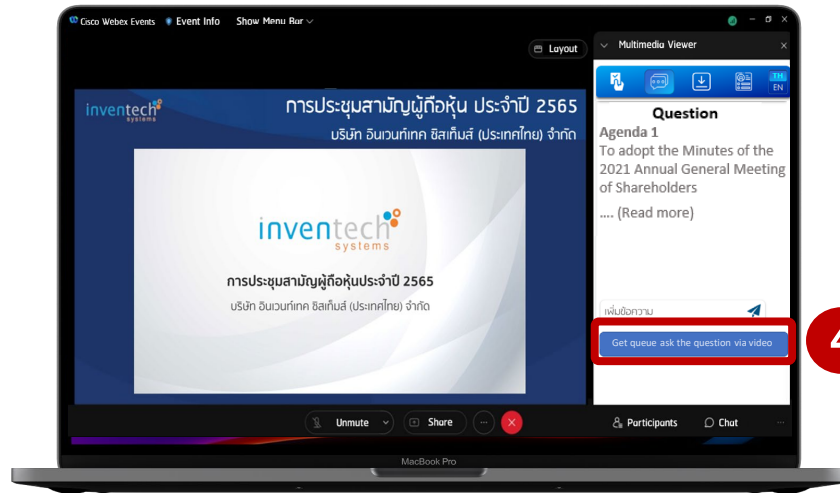 Cisco Webex Events Event Info Show Menu Bar
Layout
Multimedia Viewer
inventech
systems
การประชุมสามัญผู้ถือหุ้น ประจำปี 2565
บริษัท อินเวนท์เทค ซิสเท็มส์ (ประเทศไทย) จำกัด
inventech
systems
การประชุมสามัญผู้ถือหุ้นประจำปี 2565
บริษัท อินเวนท์เทค ซิสเท็มส์ (ประเทศไทย) จำกัด
TH
EN
Question
Agenda 1
To adopt the Minutes of the
2021 Annual General Meeting
of Shareholders
.... (Read more)
เพิ่มข้อความ
Get queue ask the question via video
4
Unmute Share
Participants Chat
MacBook Pro